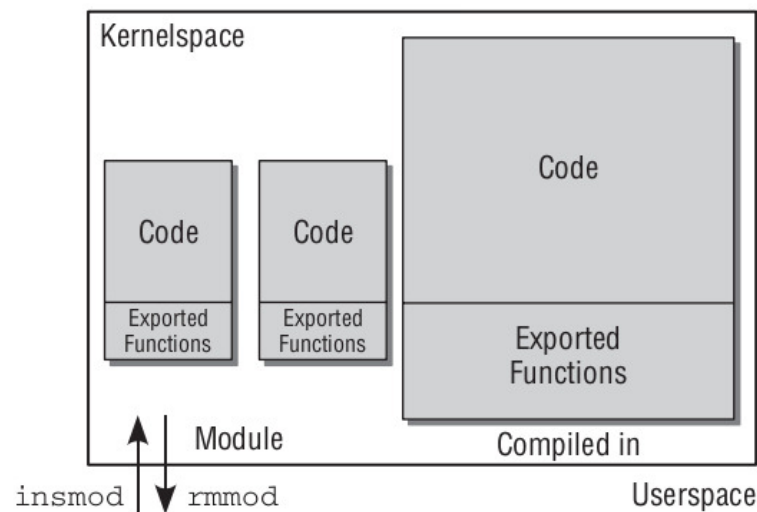 Kernelspace
Code
Code
Code
Exported
Functions
Exported
Functions
Exported
Functions
Module
Compiled in
insmod
rmmod
Userspace